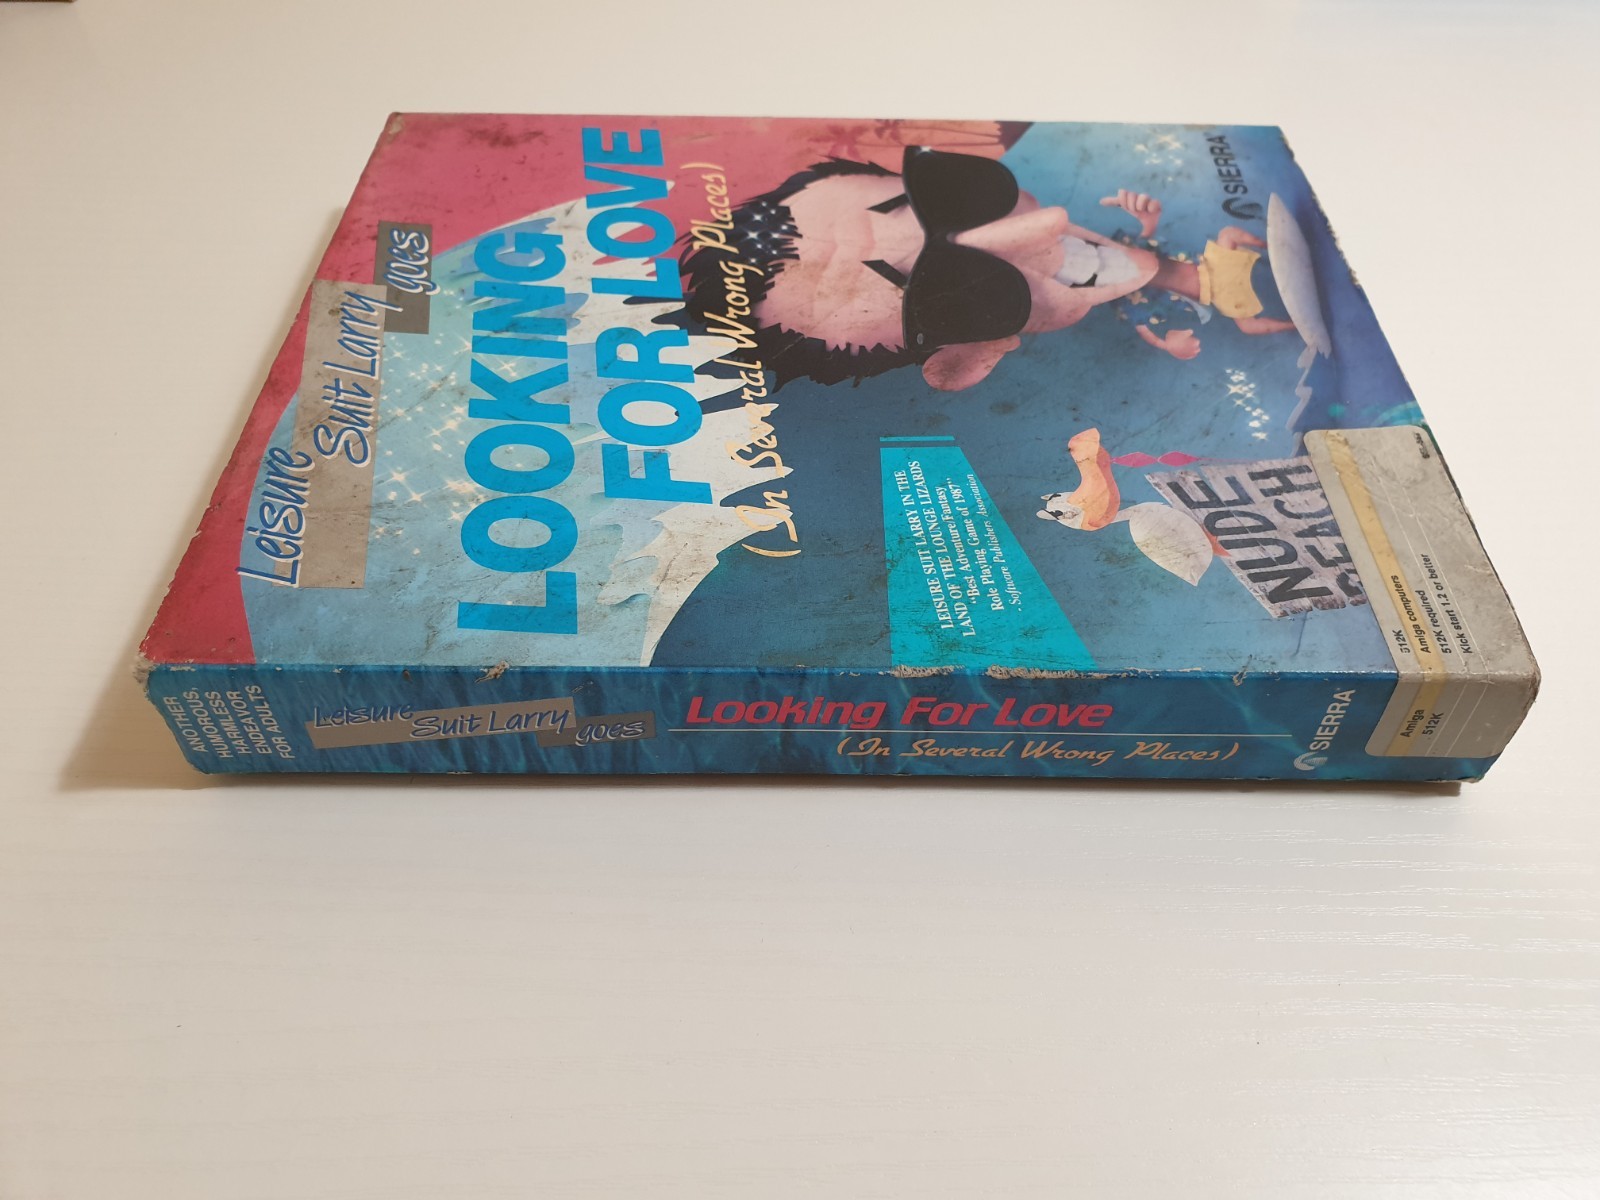 Leisure
Suit Larry
goes
LOOKING
FOR LOVE
(In Several Wrong Places)
SIERRA
LEISURE SUIT LARRY IN THE
LAND OF THE LOUNGE LIZARDS
"Best Adventure/Fantasy
Role Playing Game of 1987"
- Software Publishers Association
NUDE
BEACH
512K
Amiga computers
512K required
Kick start 1.2 or better
ANOTHER
HUMOROUS,
HARMLESS
HADEAVOR
ENDEAVOR
FOR ADULTS
Leisure
Suit Larry
goes
Looking For Love
(In Several Wrong Places)
SIERRA
Amiga
512K